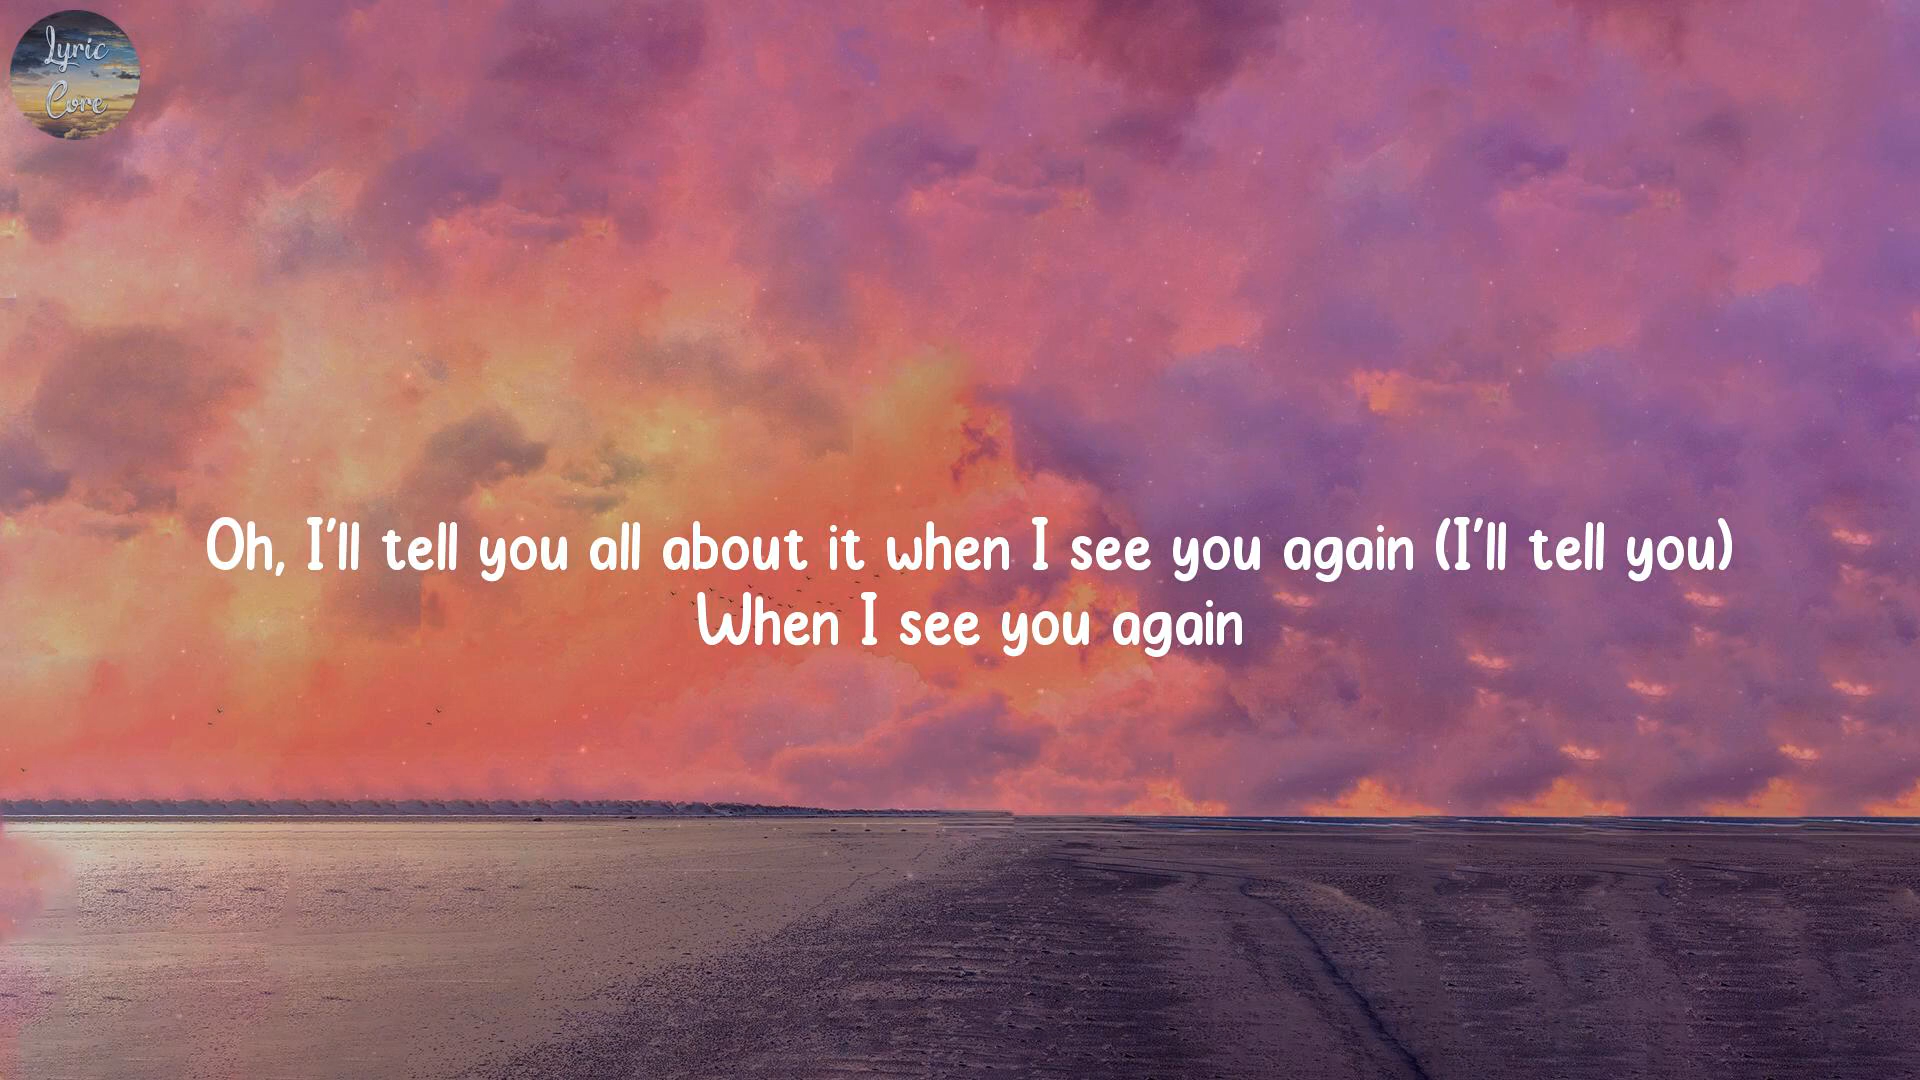 Lyric
Core
Oh, I'll tell you all about it when I see you again (I'll tell you)
When I see you again